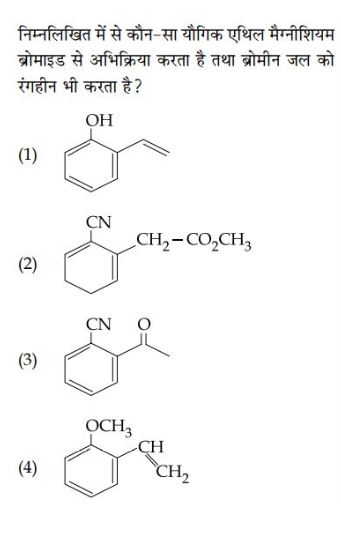 निम्नलिखित में से कौन-सा यौगिक एथिल मैग्नीशियम
ब्रोमाइड से अभिक्रिया करता है तथा ब्रोमीन जल को
रंगहीन भी करता है?
OH
(1)
CN
CH₂–CO₂CH₃
(2)
CN O
(3)
OCH₃
CH
(4)
CH₂